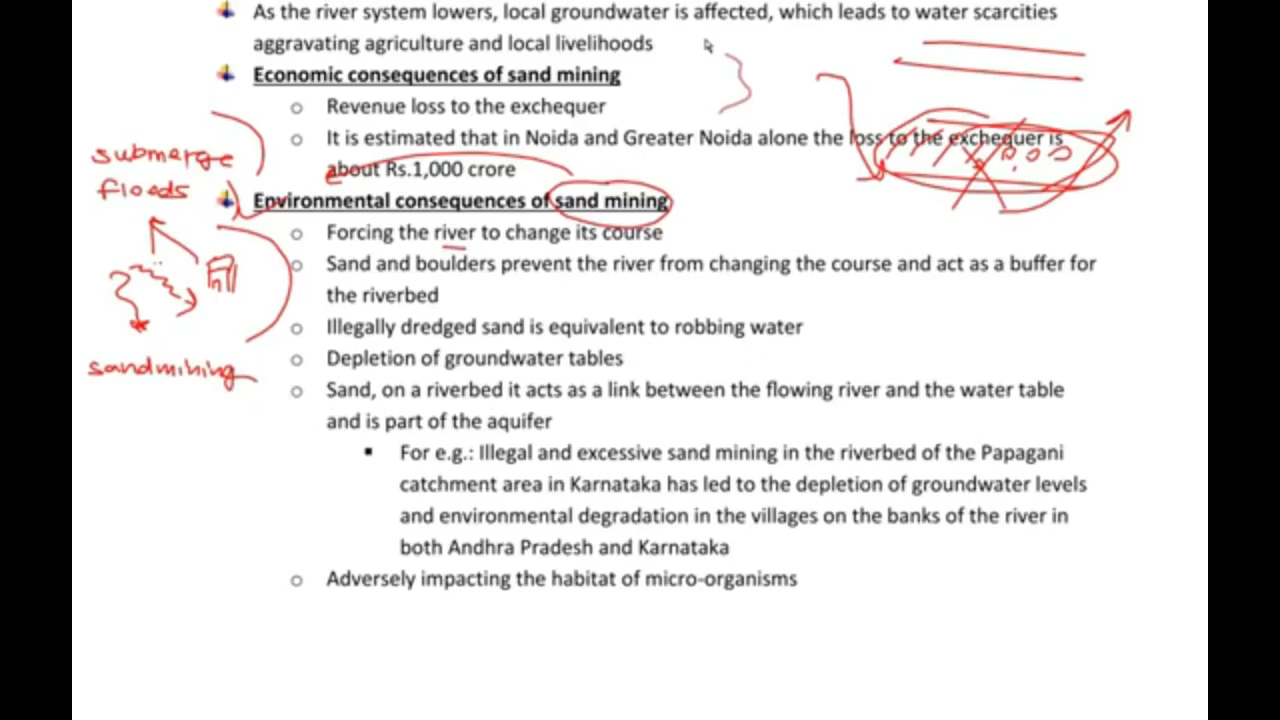 As the river system lowers, local groundwater is affected, which leads to water scarcities
aggravating agriculture and local livelihoods
Economic consequences of sand mining
Revenue loss to the exchequer
It is estimated that in Noida and Greater Noida alone the loss to the exchequer is
about Rs.1,000 crore
submerge
floods
Environmental consequences of sand mining
Forcing the river to change its course
Sand and boulders prevent the river from changing the course and act as a buffer for
the riverbed
Illegally dredged sand is equivalent to robbing water
Depletion of groundwater tables
sandmining
Sand, on a riverbed it acts as a link between the flowing river and the water table
and is part of the aquifer
For e.g.: Illegal and excessive sand mining in the riverbed of the Papagani
catchment area in Karnataka has led to the depletion of groundwater levels
and environmental degradation in the villages on the banks of the river in
both Andhra Pradesh and Karnataka
Adversely impacting the habitat of micro-organisms